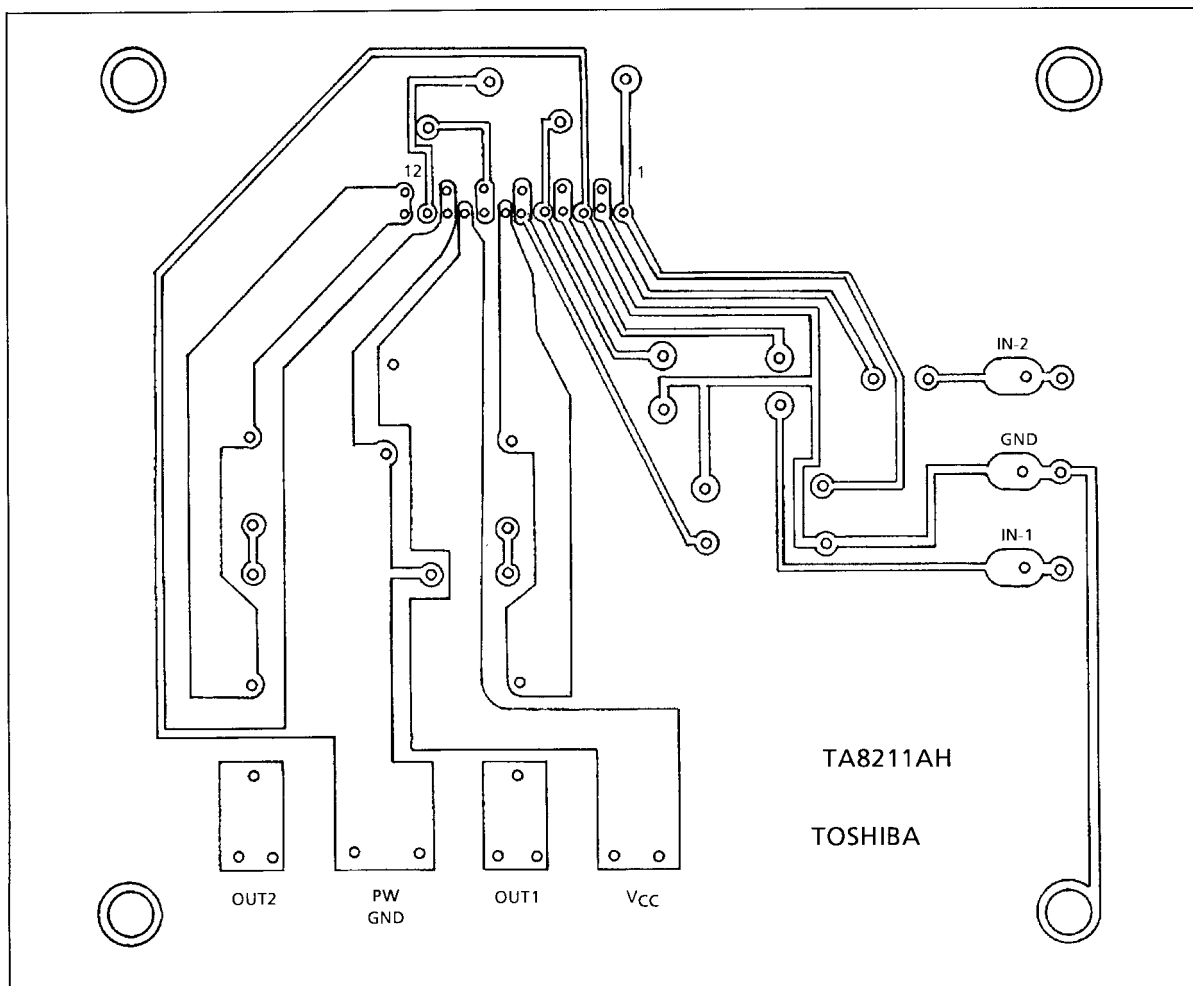 12
1
IN-2
GND
IN-1
TA8211AH
TOSHIBA
OUT2
PW
GND
OUT1
VCC